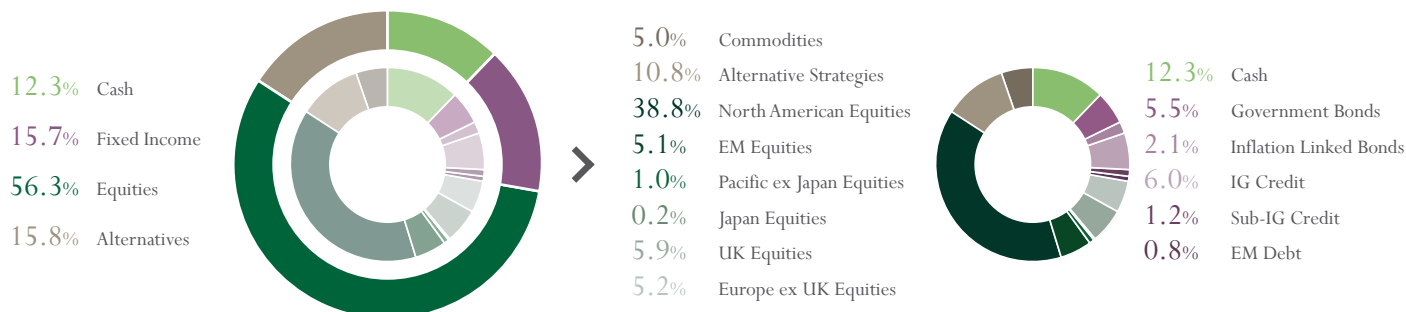 12.3% Cash
15.7% Fixed Income
56.3% Equities
15.8% Alternatives
5.0% Commodities
10.8% Alternative Strategies
38.8% North American Equities
5.1% EM Equities
1.0% Pacific ex Japan Equities
0.2% Japan Equities
5.9% UK Equities
5.2% Europe ex UK Equities
12.3% Cash
5.5% Government Bonds
2.1% Inflation Linked Bonds
6.0% IG Credit
1.2% Sub-IG Credit
0.8% EM Debt